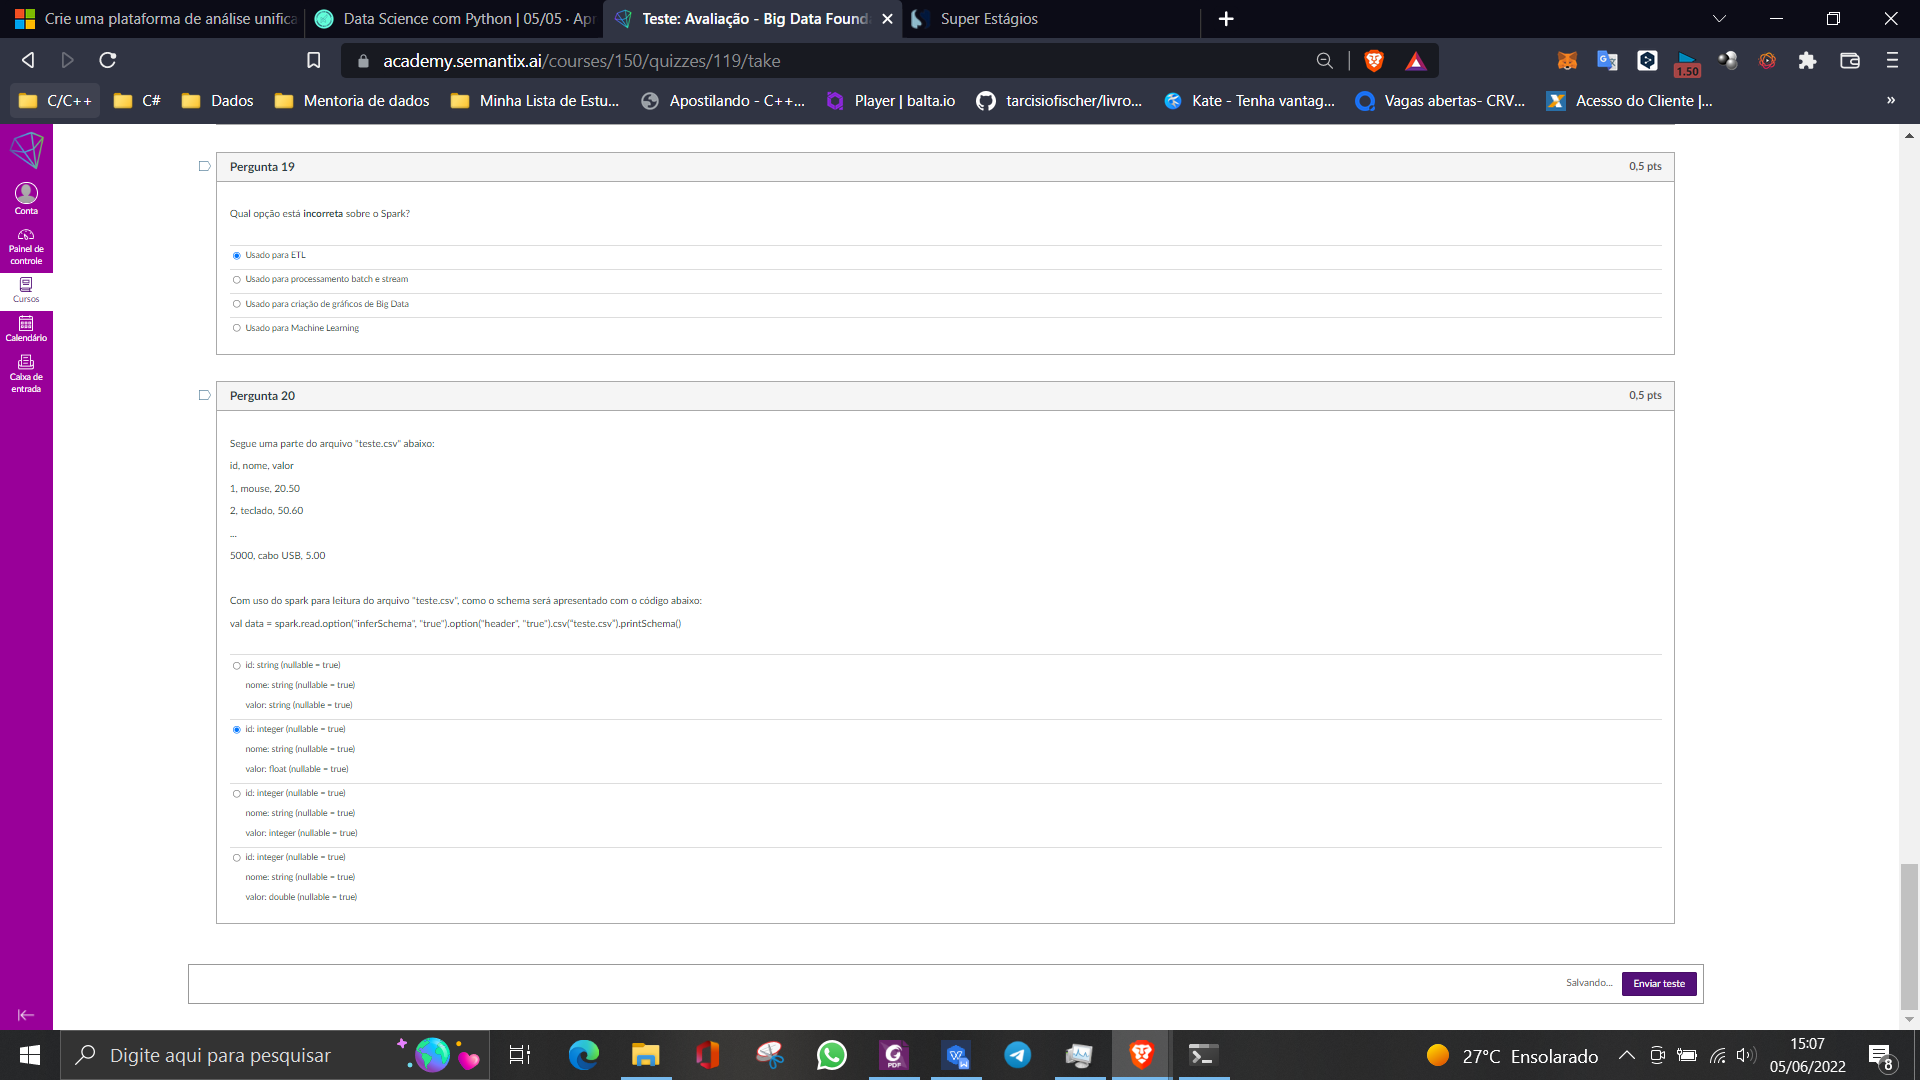 Crie uma plataforma de análise unifica
Data Science com Python | 05/05 · Apr
Teste: Avaliação - Big Data Found
Super Estágios
academy.semantix.ai/courses/150/quizzes/119/take
1.50
C/C++
C#
Dados
Mentoria de dados
Minha Lista de Estu...
Apostilando - C++...
Player | balta.io
tarcisiofischer/livro...
Kate - Tenha vantag...
Vagas abertas- CRV...
Acesso do Cliente |...
»
Conta
Painel de
controle
Cursos
Calendário
Caixa de
entrada
Pergunta 19
0,5 pts
Qual opção está incorreta sobre o Spark?
Usado para ETL
Usado para processamento batch e stream
Usado para criação de gráficos de Big Data
Usado para Machine Learning
Pergunta 20
0,5 pts
Segue uma parte do arquivo "teste.csv" abaixo:
id, nome, valor
1, mouse, 20.50
2, teclado, 50.60
...
5000, cabo USB, 5.00
Com uso do spark para leitura do arquivo "teste.csv", como o schema será apresentado com o código abaixo:
val data = spark.read.option("inferSchema", "true").option("header", "true").csv("teste.csv").printSchema()
id: string (nullable = true)
nome: string (nullable = true)
valor: string (nullable = true)
id: integer (nullable = true)
nome: string (nullable = true)
valor: float (nullable = true)
id: integer (nullable = true)
nome: string (nullable = true)
valor: integer (nullable = true)
id: integer (nullable = true)
nome: string (nullable = true)
valor: double (nullable = true)
Salvando...
Enviar teste
Digite aqui para pesquisar
27°C Ensolarado
15:07
05/06/2022
8